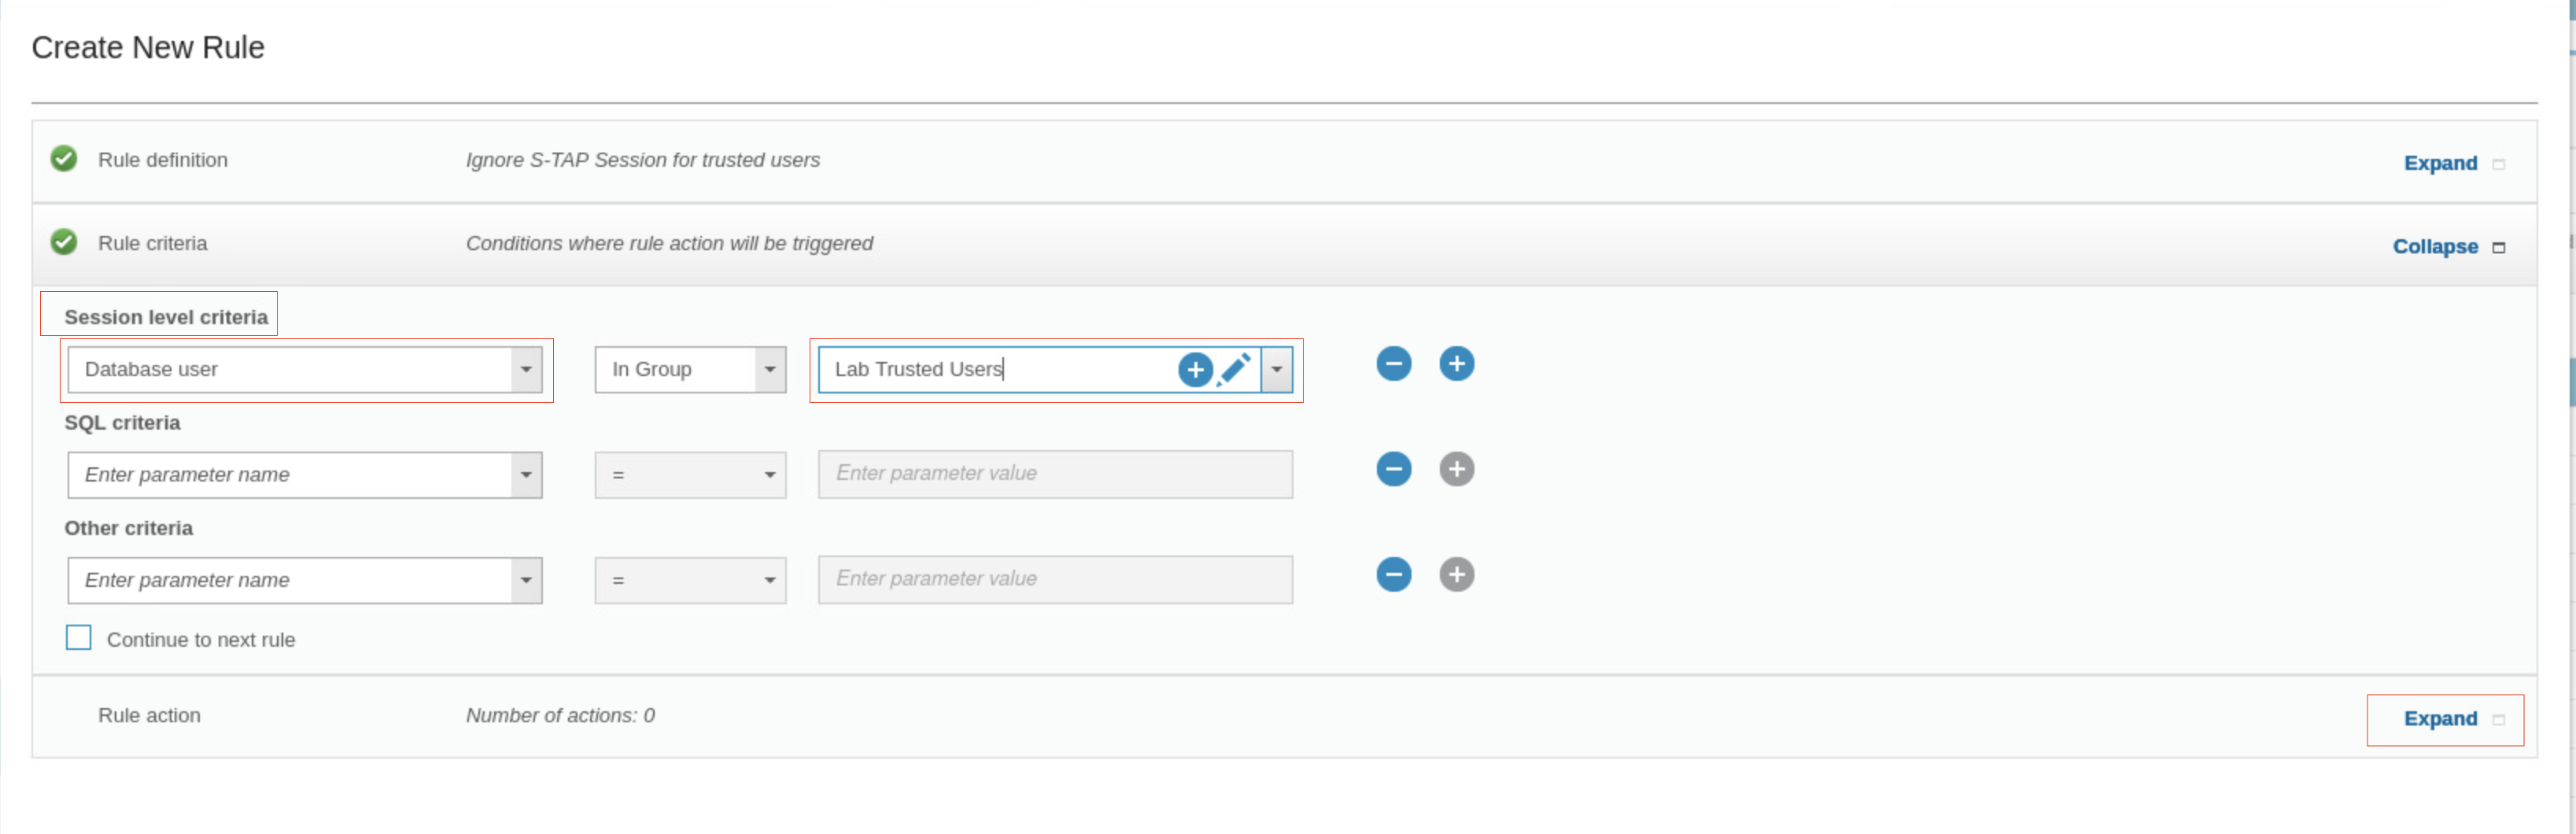 Create New Rule
Rule definition Ignore S-TAP Session for trusted users Expand
Rule criteria Conditions where rule action will be triggered Collapse
Session level criteria
Database user In Group Lab Trusted Users
SQL criteria
Enter parameter name = Enter parameter value
Other criteria
Enter parameter name = Enter parameter value
Continue to next rule
Rule action Number of actions: 0 Expand